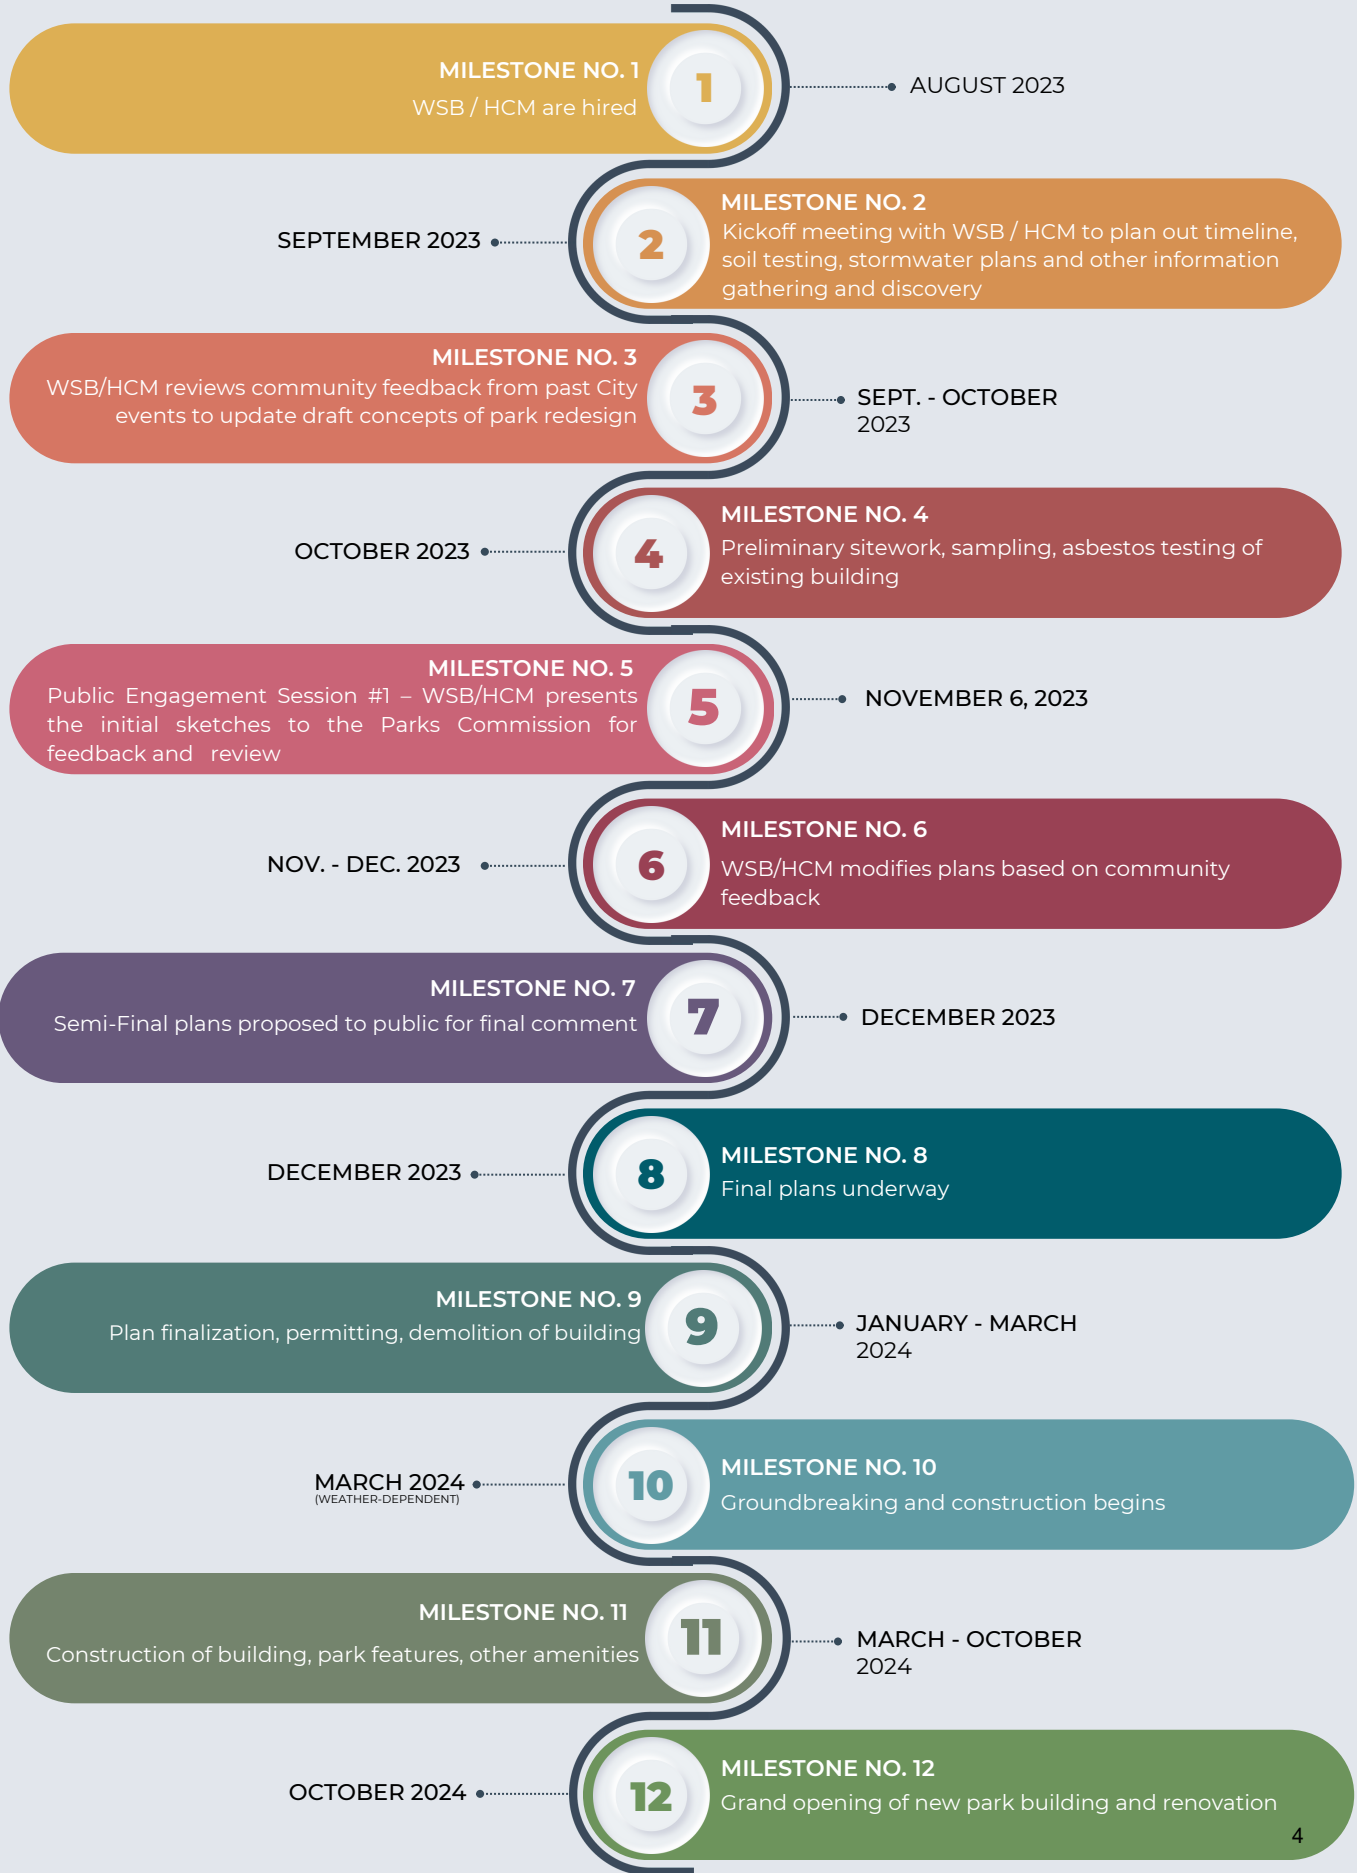 MILESTONE NO. 1
WSB / HCM are hired
1
AUGUST 2023
SEPTEMBER 2023
2
MILESTONE NO. 2
Kickoff meeting with WSB / HCM to plan out timeline,
soil testing, stormwater plans and other information
gathering and discovery
MILESTONE NO. 3
WSB/HCM reviews community feedback from past City
events to update draft concepts of park redesign
3
SEPT. - OCTOBER
2023
OCTOBER 2023
4
MILESTONE NO. 4
Preliminary sitework, sampling, asbestos testing of
existing building
MILESTONE NO. 5
Public Engagement Session #1 – WSB/HCM presents
the initial sketches to the Parks Commission for
feedback and review
5
NOVEMBER 6, 2023
NOV. - DEC. 2023
6
MILESTONE NO. 6
WSB/HCM modifies plans based on community
feedback
MILESTONE NO. 7
Semi-Final plans proposed to public for final comment
7
DECEMBER 2023
DECEMBER 2023
8
MILESTONE NO. 8
Final plans underway
MILESTONE NO. 9
Plan finalization, permitting, demolition of building
9
JANUARY - MARCH
2024
MARCH 2024
(WEATHER-DEPENDENT)
10
MILESTONE NO. 10
Groundbreaking and construction begins
MILESTONE NO. 11
Construction of building, park features, other amenities
11
MARCH - OCTOBER
2024
OCTOBER 2024
12
MILESTONE NO. 12
Grand opening of new park building and renovation
4